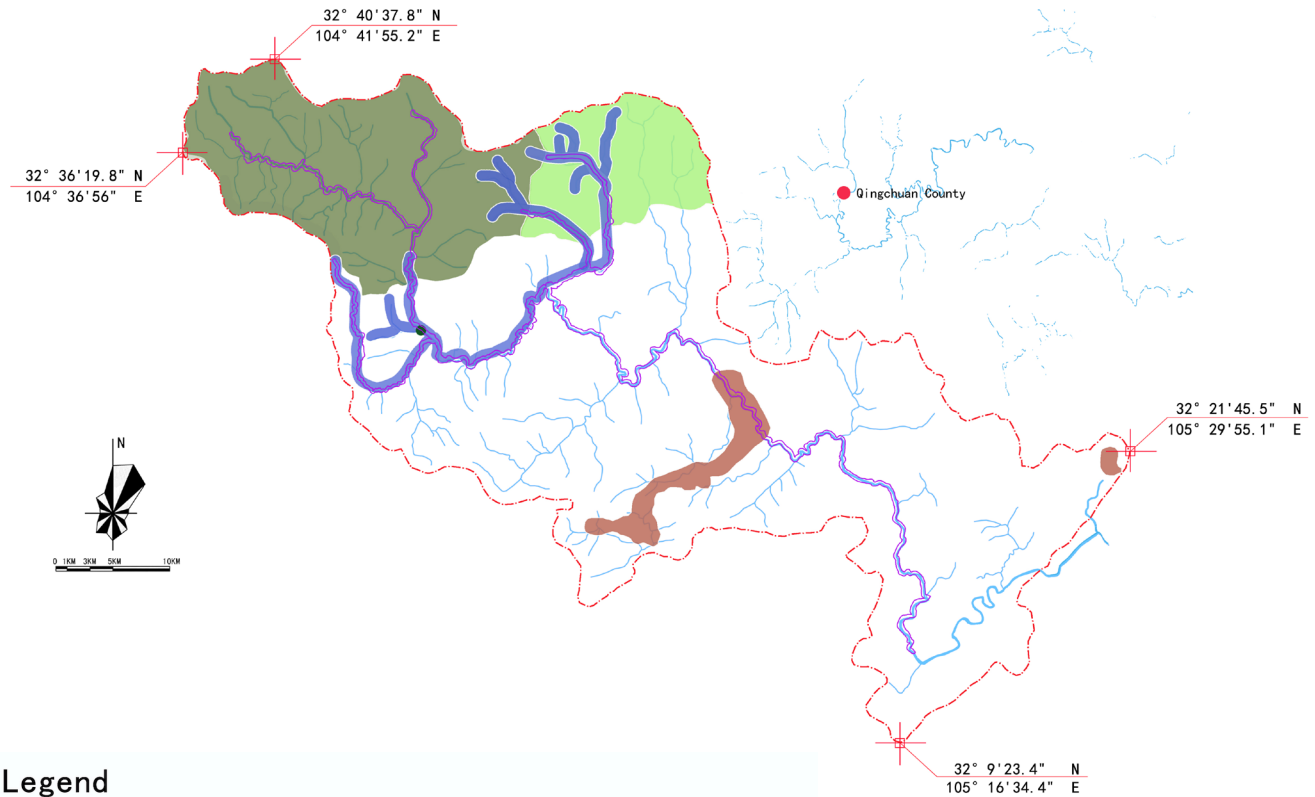 32° 40'37.8" N
104° 41'55.2" E
32° 36'19.8" N
104° 36'56" E
Qingchuan County
32° 21'45.5" N
105° 29'55.1" E
N
0 1KM 3KM 5KM 10KM
32° 9'23.4" N
105° 16'34.4" E
Legend